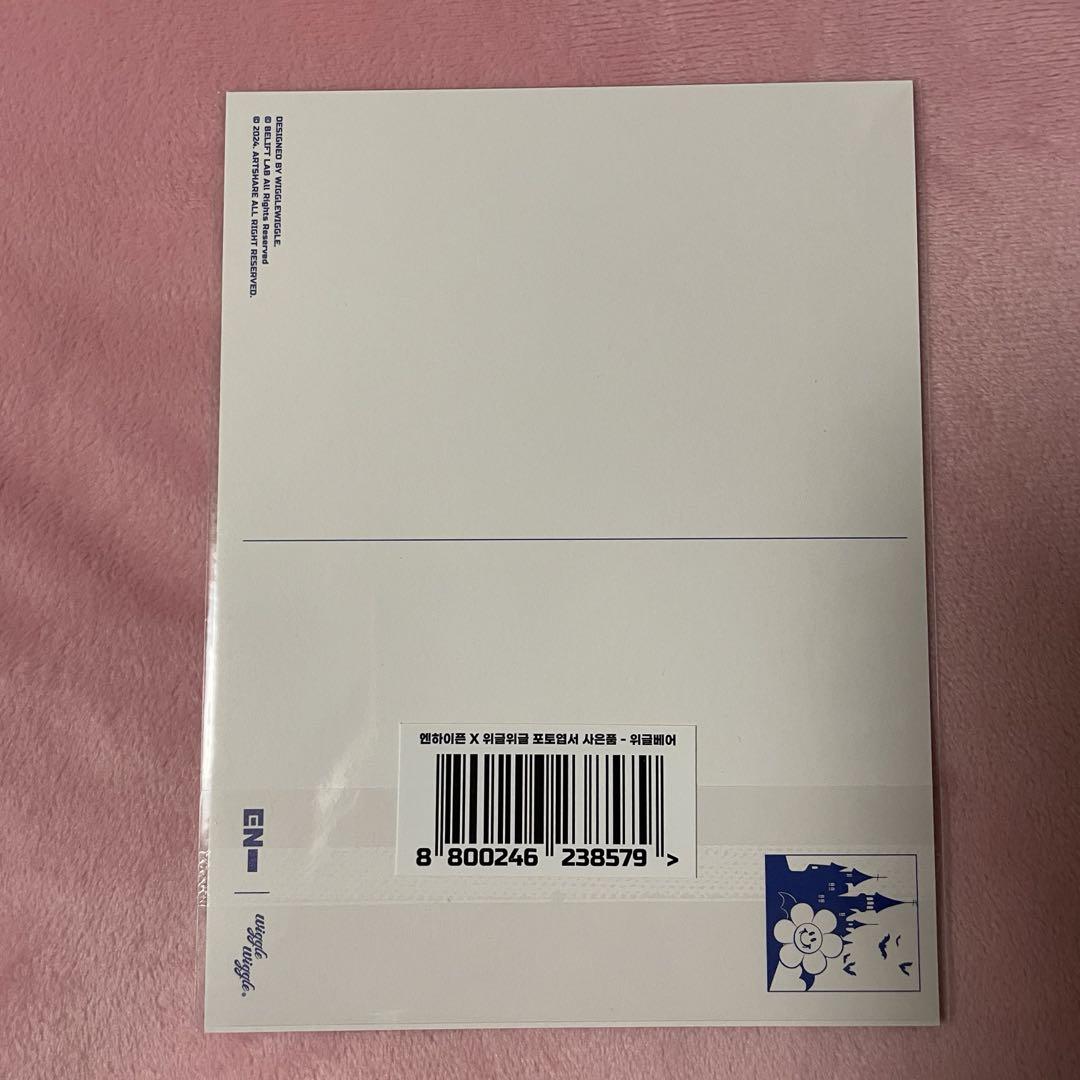 DESIGNED BY WIGGLEWIGGLE.
© BELIFT LAB All Rights Reserved
© 2024. ARTSHARE ALL RIGHT RESERVED.
엔하이픈 X 위글위글 포토엽서 사은품 - 위글베어
8 800246 238579 >
EN-
wiggle
wiggle.